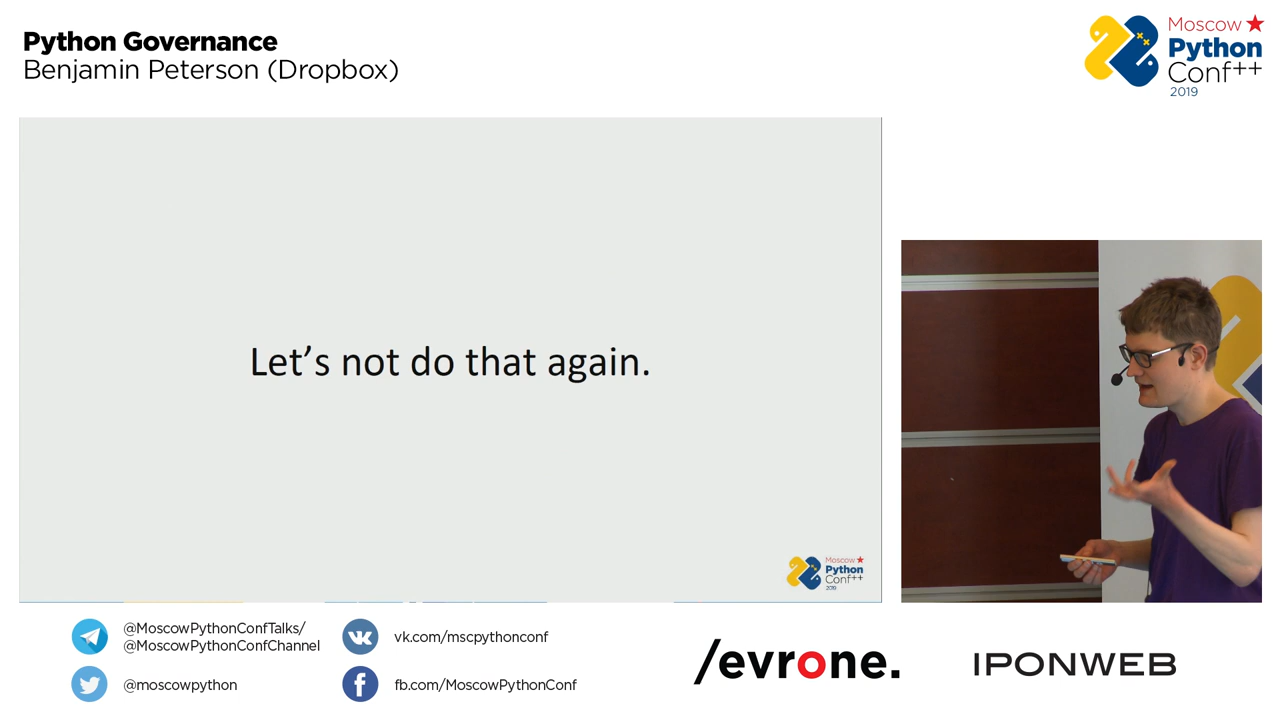 Python Governance
Benjamin Peterson (Dropbox)
Moscow
Python
Conf++
2019
Let's not do that again.
Moscow
Python
Conf++
2019
@MoscowPythonConfTalks/
@MoscowPythonConfChannel
vk.com/mscpythonconf
@moscowpython
fb.com/MoscowPythonConf
/evrone.
IPONWEB